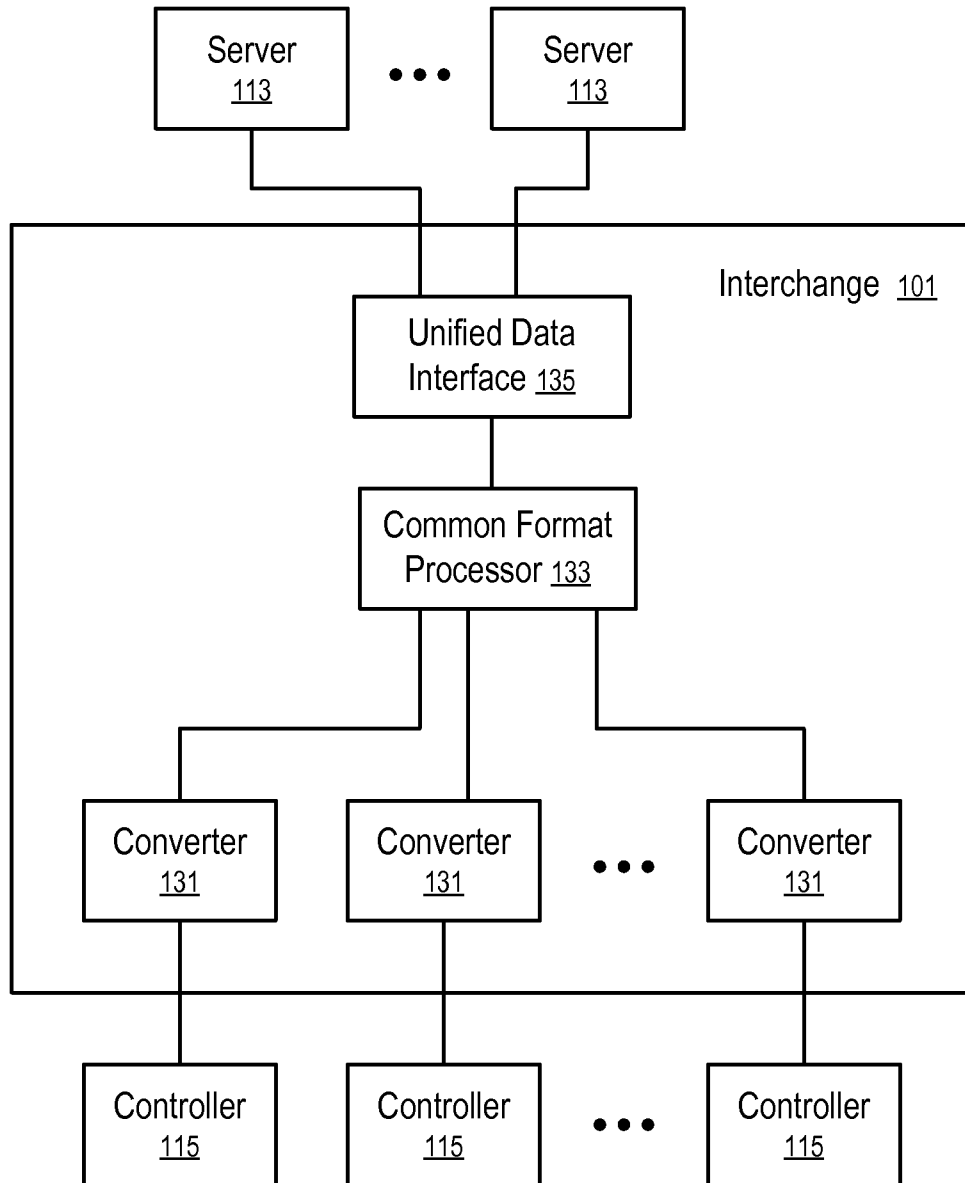 Server
113
Server
113
Interchange 101
Unified Data
Interface 135
Common Format
Processor 133
Converter
131
Converter
131
Converter
131
Controller
115
Controller
115
Controller
115